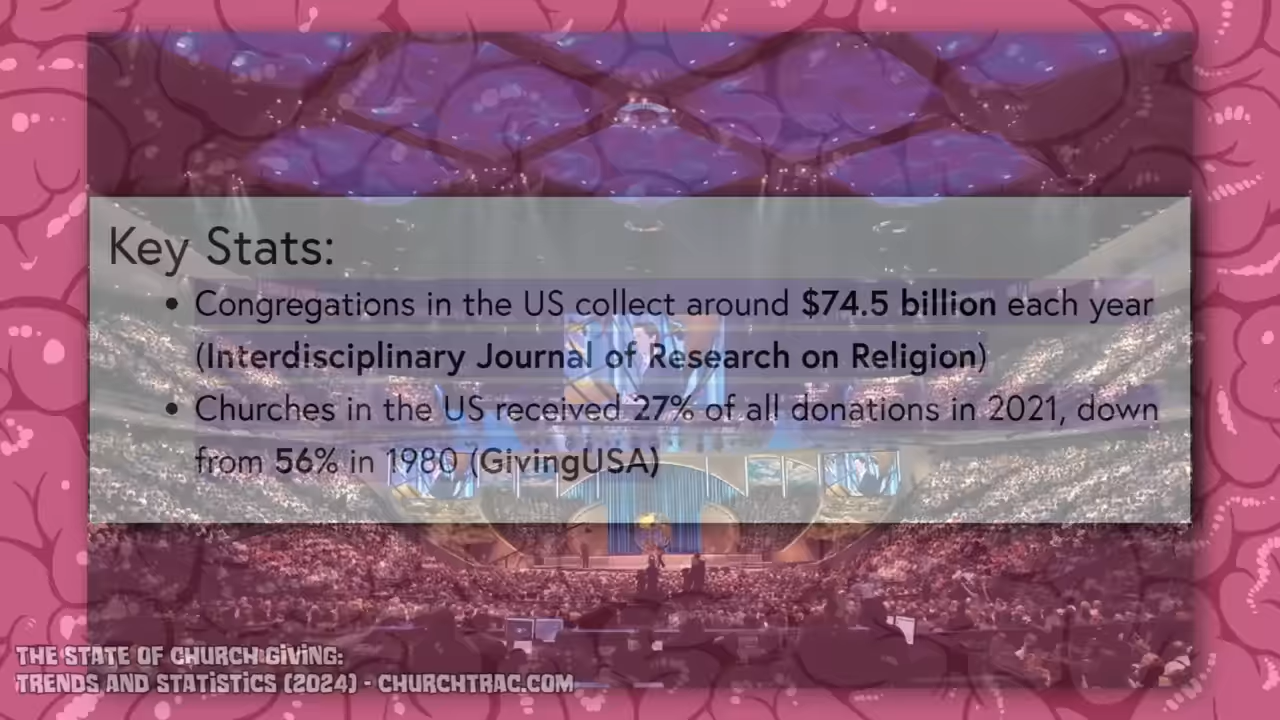 Key Stats:
• Congregations in the US collect around $74.5 billion each year
(Interdisciplinary Journal of Research on Religion)
• Churches in the US received 27% of all donations in 2021, down
from 56% in 1980 (GivingUSA)
THE STATE OF CHURCH GIVING:
TRENDS AND STATISTICS (2024) - CHURCHTRAC.COM